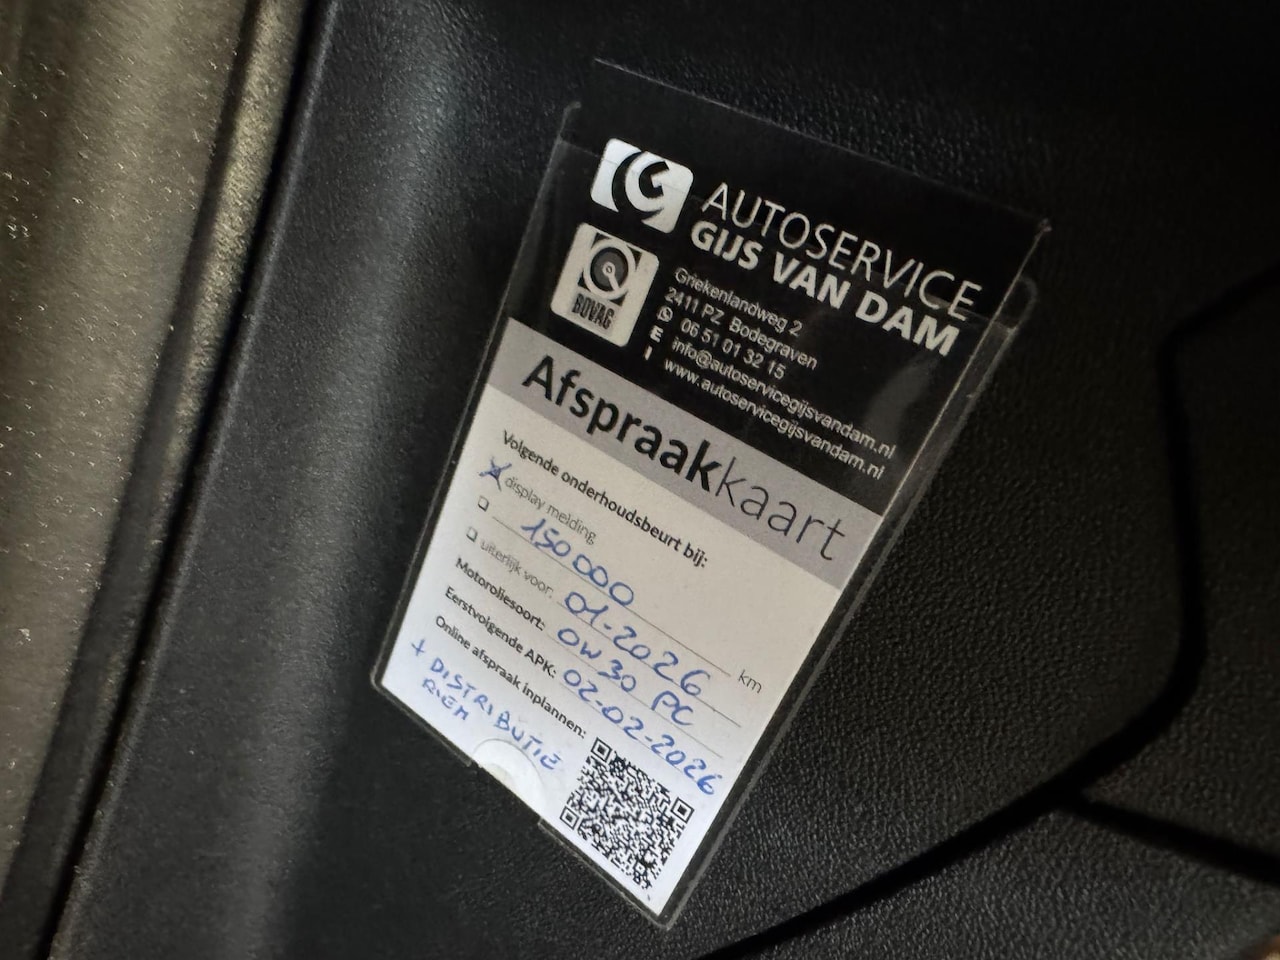 AUTOSERVICE
GIJS VAN DAM
BOVAG
Griekenlandweg 2
2411 PZ Bodegraven
06 51 01 32 15
E info@autoservicegijsvandam.nl
I www.autoservicegijsvandam.nl
Afspraakkaart
Volgende onderhoudsbeurt bij:
display melding
150000 km
uiterlijk voor: 01-2026
Motoroliesoort: 0W30 PC
Eerstvolgende APK: 02-02-2026
Online afspraak inplannen:
+ DISTRIBUTIE
RIEM